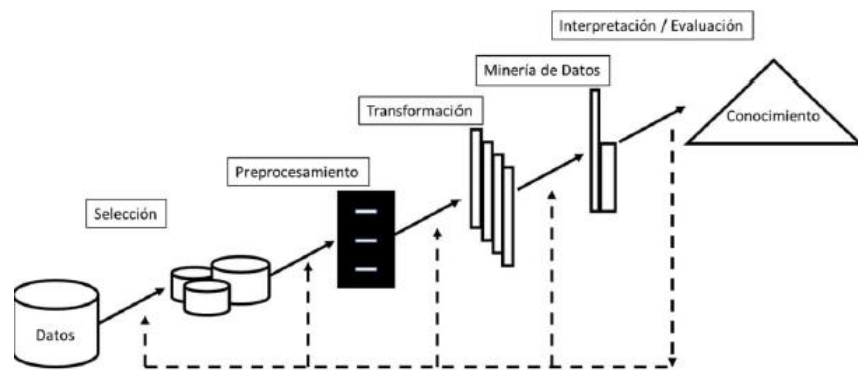 Interpretación / Evaluación
Minería de Datos
Transformación
Conocimiento
Preprocesamiento
Selección
Datos